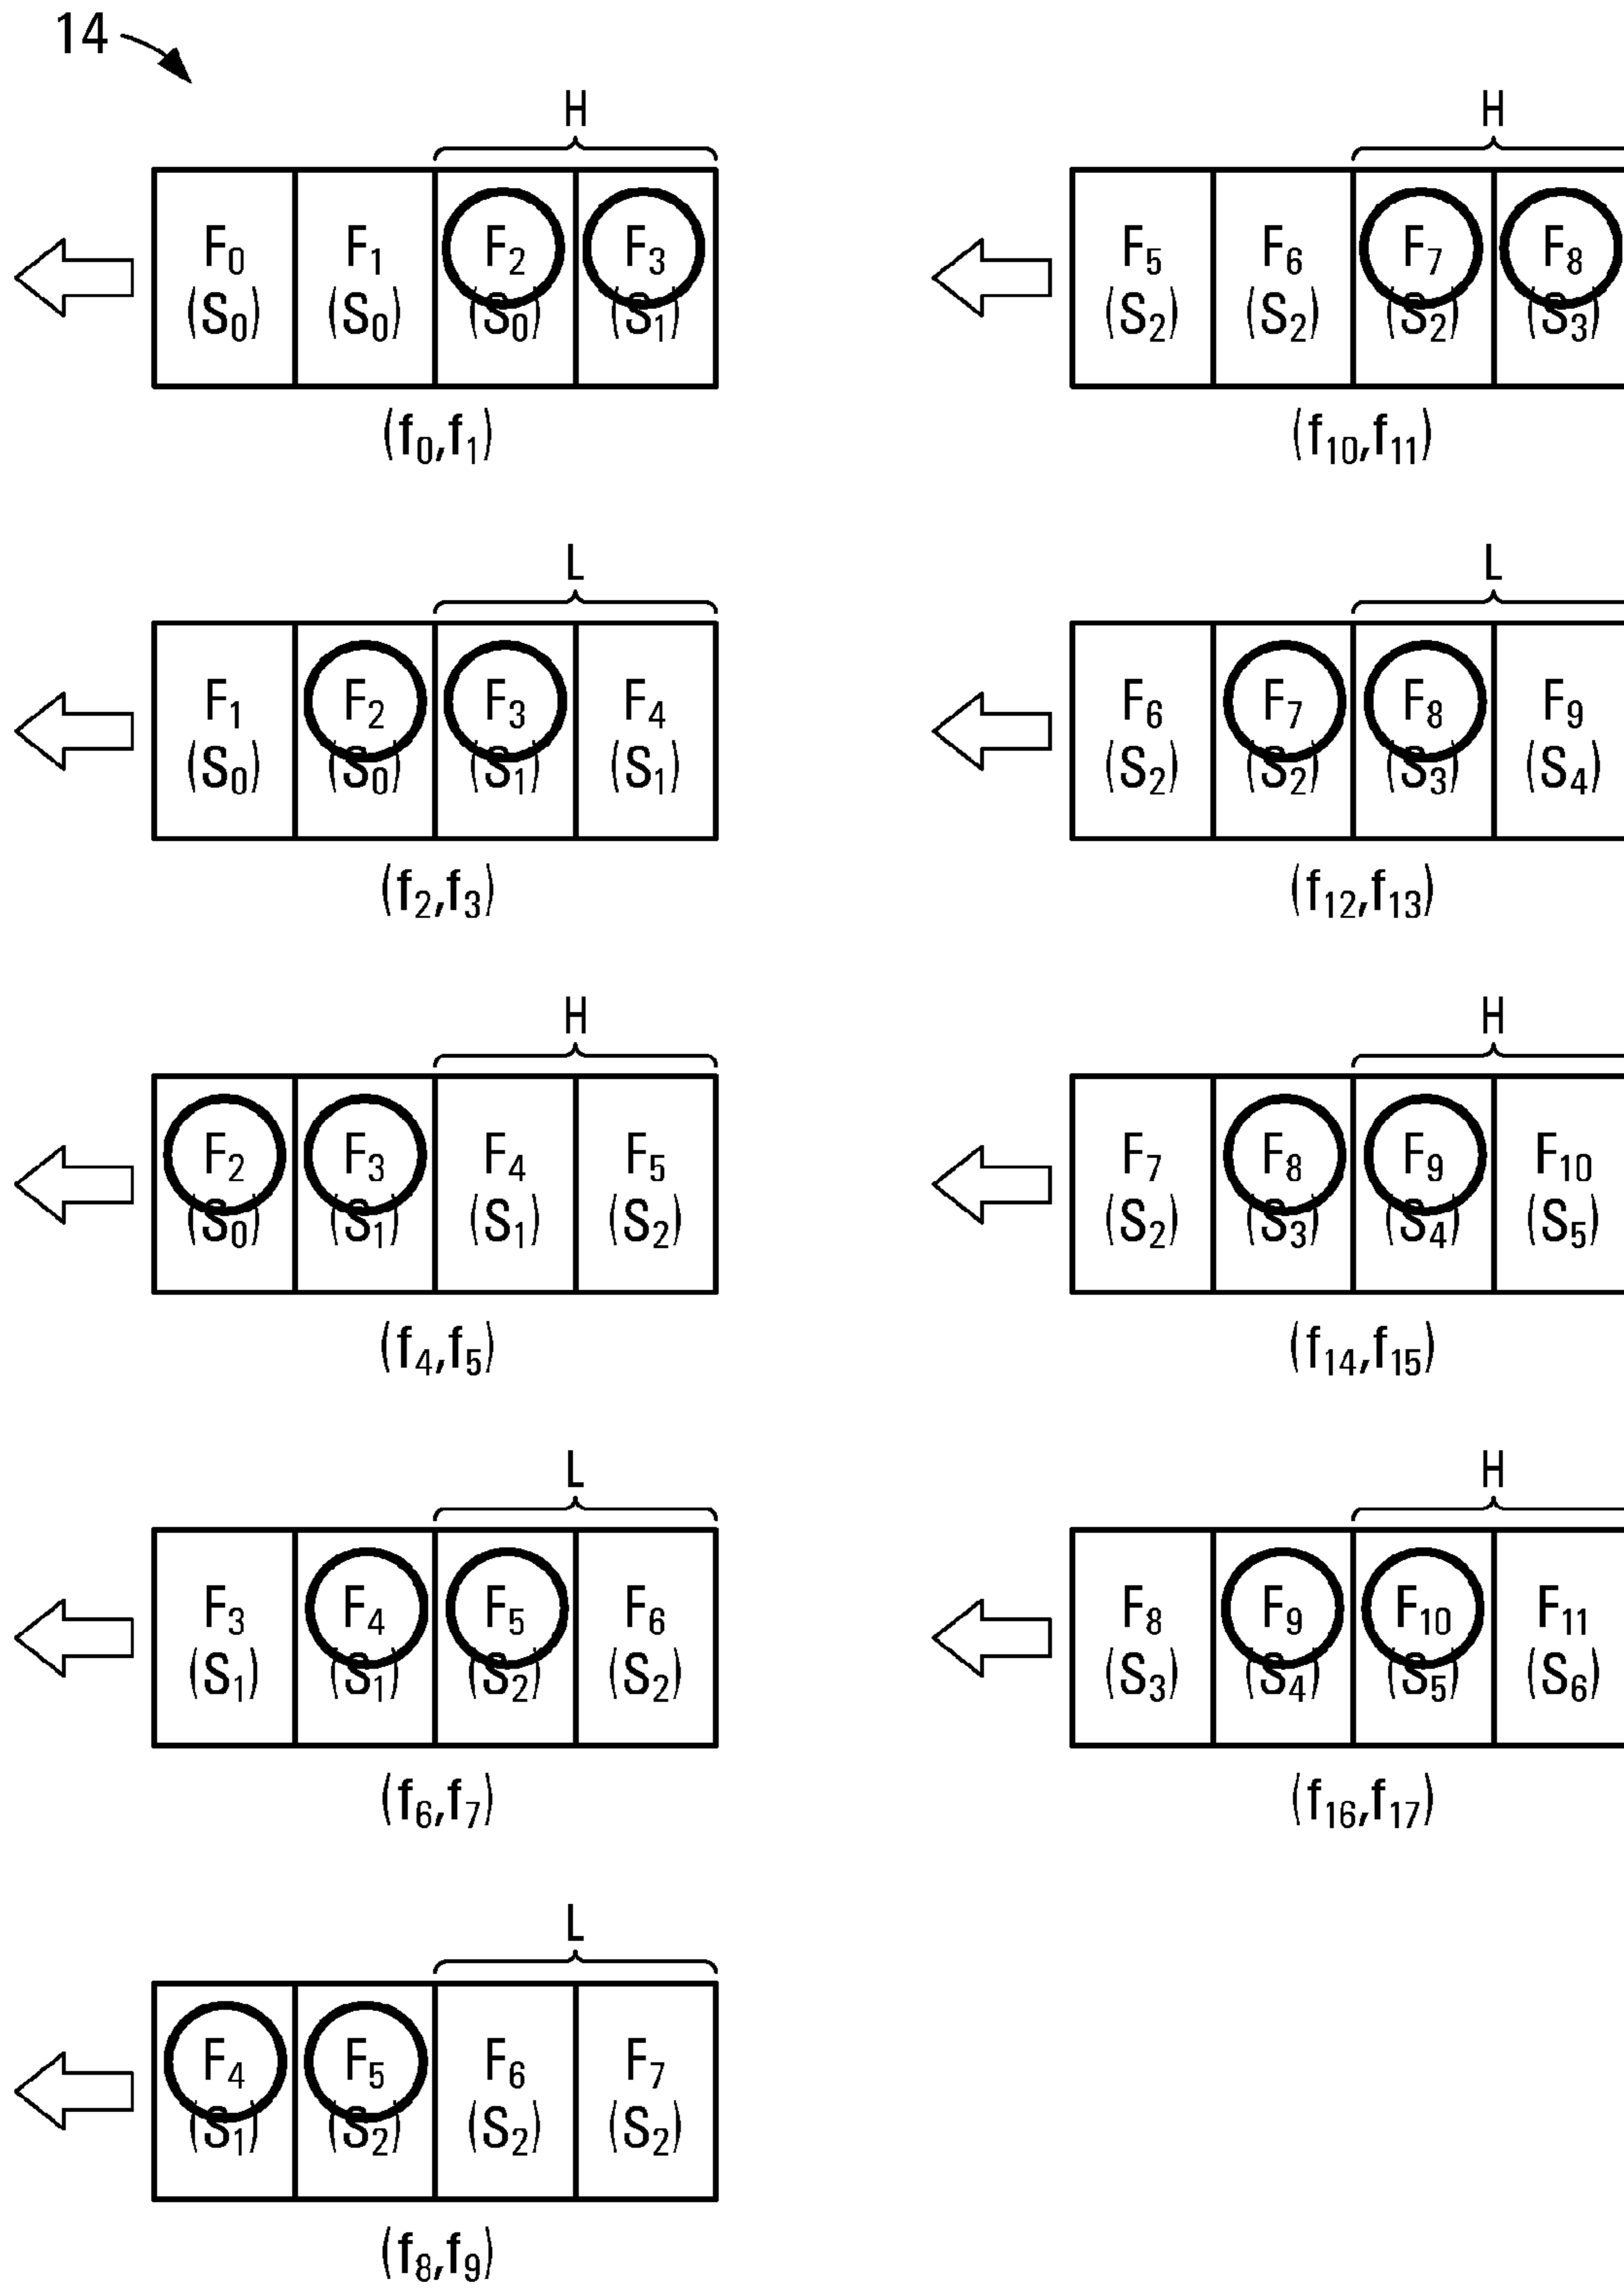 14
H
F₀ F₁ F₂ F₃
(S₀) (S₀) (S₀) (S₁)
(f₀,f₁)
L
F₁ F₂ F₃ F₄
(S₀) (S₀) (S₁) (S₁)
(f₂,f₃)
H
F₂ F₃ F₄ F₅
(S₀) (S₁) (S₁) (S₂)
(f₄,f₅)
L
F₃ F₄ F₅ F₆
(S₁) (S₁) (S₂) (S₂)
(f₆,f₇)
L
F₄ F₅ F₆ F₇
(S₁) (S₂) (S₂) (S₂)
(f₈,f₉)
H
F₅ F₆ F₇ F₈
(S₂) (S₂) (S₂) (S₃)
(f₁₀,f₁₁)
L
F₆ F₇ F₈ F₉
(S₂) (S₂) (S₃) (S₄)
(f₁₂,f₁₃)
H
F₇ F₈ F₉ F₁₀
(S₂) (S₃) (S₄) (S₅)
(f₁₄,f₁₅)
H
F₈ F₉ F₁₀ F₁₁
(S₃) (S₄) (S₅) (S₆)
(f₁₆,f₁₇)